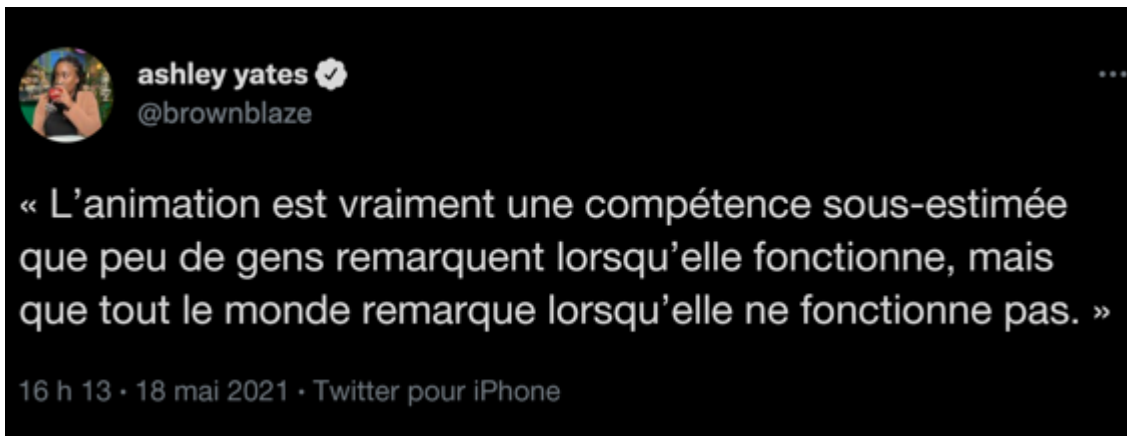 ashley yates
@brownblaze
« L’animation est vraiment une compétence sous-estimée
que peu de gens remarquent lorsqu’elle fonctionne, mais
que tout le monde remarque lorsqu’elle ne fonctionne pas. »
16 h 13 · 18 mai 2021 · Twitter pour iPhone